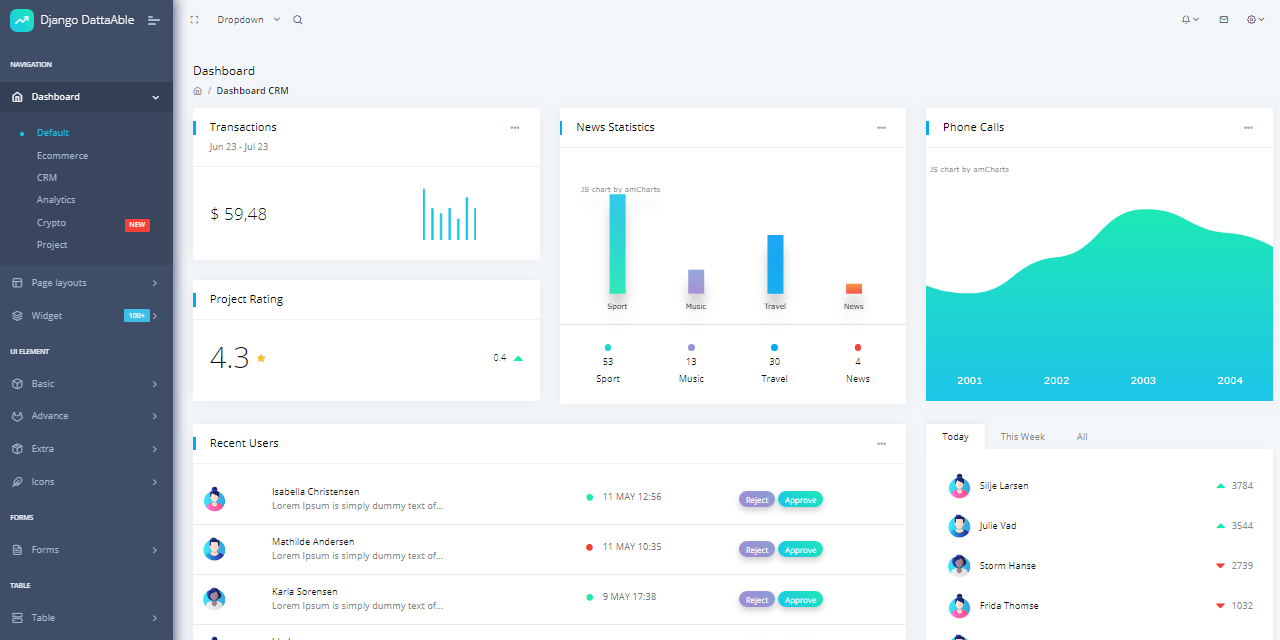 Django DattaAble
Dropdown
NAVIGATION
Dashboard
Default
Ecommerce
CRM
Analytics
Crypto NEW
Project
Page layouts
Widget 100+
UI ELEMENT
Basic
Advance
Extra
Icons
FORMS
Forms
TABLE
Table
Dashboard
/ Dashboard CRM
Transactions
Jun 23 - Jul 23
$ 59,48
Project Rating
4.3
0.4
News Statistics
JS chart by amCharts
Sport Music Travel News
53 13 30 4
Sport Music Travel News
Phone Calls
JS chart by amCharts
2001 2002 2003 2004
Recent Users
Isabella Christensen
Lorem Ipsum is simply dummy text of...
11 MAY 12:56
Reject Approve
Mathilde Andersen
Lorem Ipsum is simply dummy text of...
11 MAY 10:35
Reject Approve
Karla Sorensen
Lorem Ipsum is simply dummy text of...
9 MAY 17:38
Reject Approve
Today This Week All
Silje Larsen 3784
Julie Vad 3544
Storm Hanse 2739
Frida Thomse 1032